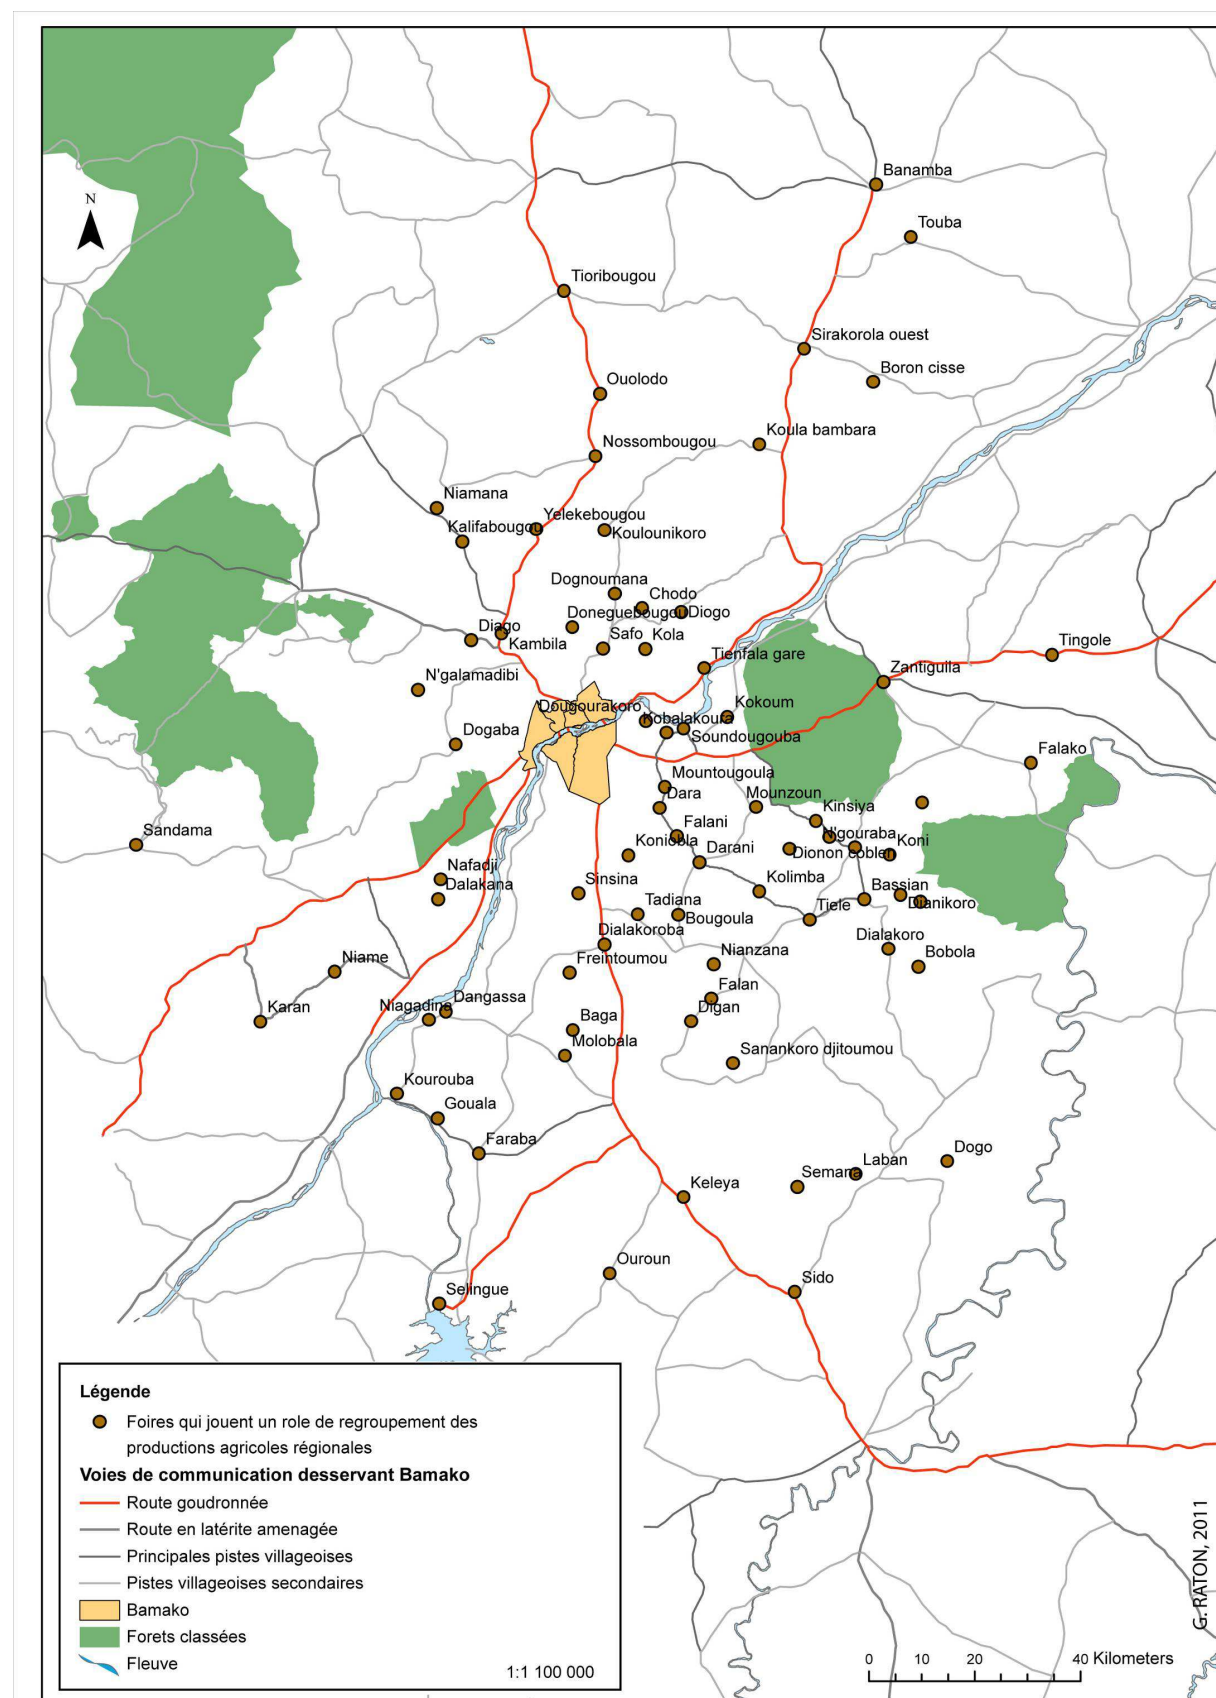 N
Banamba
Touba
Tioribougou
Sirakorola ouest
Boron cisse
Ouolodo
Koula bambara
Nossombougou
Niamana
Yelekebougou
Kalifabougou
Koulounikoro
Dognoumana
Chodo
Doneguebougou
Diogo
Diago
Kambila
Safo
Kola
Tienfala gare
Tingole
Zantiguila
N'galamadibi
Dougourakoro
Kokoum
Kobalakoura
Soundougouba
Dogaba
Falako
Mountougoula
Dara
Mounzoun
Kinsiya
Sandama
Falani
N'gouraba
Koniobla
Darani
Dionon coblen
Koni
Nafadji
Dalakana
Sinsina
Kolimba
Bassian
Dianikoro
Tadiana
Bougoula
Tiele
Dialakoroba
Dialakoro
Bobola
Freintoumou
Nianzana
Niame
Falan
Karan
Niagadina
Dangassa
Digan
Baga
Molobala
Sanankoro djitoumou
Kourouba
Gouala
Faraba
Laban
Dogo
Semana
Keleya
Ouroun
Sido
Selingue
Légende
Foires qui jouent un role de regroupement des
productions agricoles régionales
Voies de communication desservant Bamako
Route goudronnée
Route en latérite amenagée
Principales pistes villageoises
Pistes villageoises secondaires
Bamako
Forets classées
Fleuve
1:1 100 000
0 5 10 20 30 40 Kilometers
G. RATON, 2011